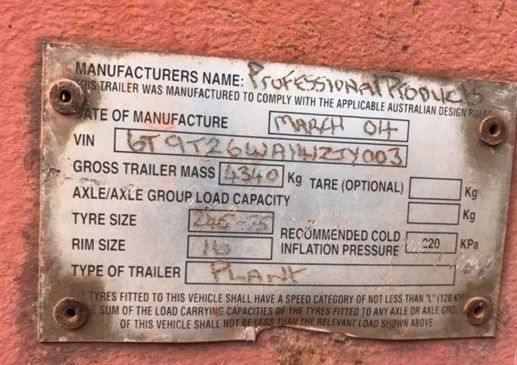 MANUFACTURERS NAME: PROFESSIONAL PRODUCTS
THIS TRAILER WAS MANUFACTURED TO COMPLY WITH THE APPLICABLE AUSTRALIAN DESIGN RULES
DATE OF MANUFACTURE MARCH 04
VIN
GROSS TRAILER MASS 4340 Kg TARE (OPTIONAL) Kg
AXLE/AXLE GROUP LOAD CAPACITY Kg
TYRE SIZE
RIM SIZE 16 RECOMMENDED COLD INFLATION PRESSURE 220 KPa
TYPE OF TRAILER PLANT
TYRES FITTED TO THIS VEHICLE SHALL HAVE A SPEED CATEGORY OF NOT LESS THAN "L" (120 KM
SUM OF THE LOAD CARRYING CAPACITIES OF THE TYRES FITTED TO ANY AXLE OR AXLE GROUP
OF THIS VEHICLE SHALL NOT BE LESS THAN THE RELEVANT LOAD SHOWN ABOVE